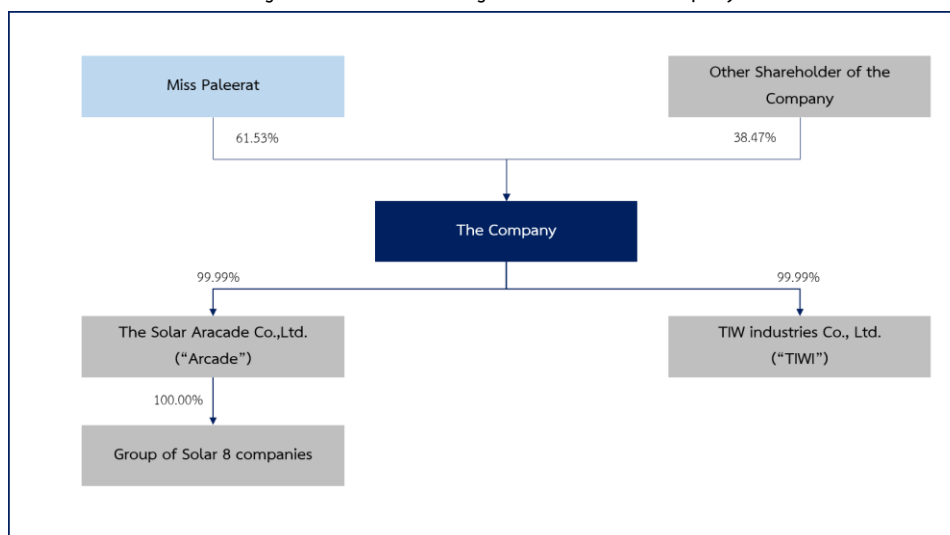 Miss Paleerat
Other Shareholder of the
Company
61.53%
38.47%
The Company
99.99%
99.99%
The Solar Aracade Co.,Ltd.
(“Arcade”)
TIW industries Co., Ltd.
(“TIWI”)
100.00%
Group of Solar 8 companies